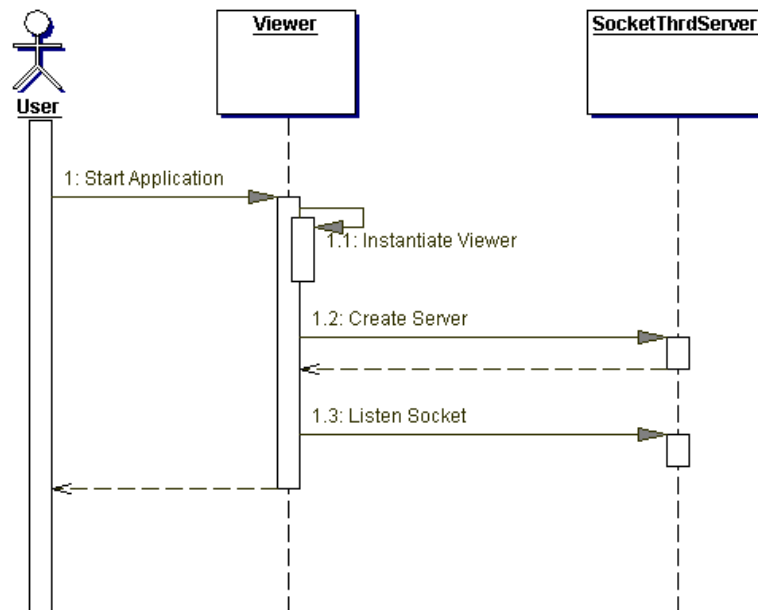 Viewer
SocketThrdServer
User
1: Start Application
1.1: Instantiate Viewer
1.2: Create Server
1.3: Listen Socket